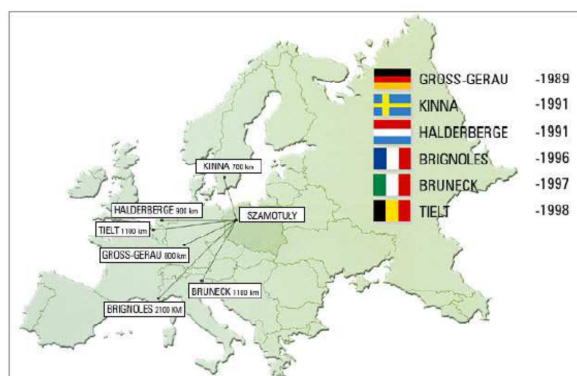 GROSS-GERAU -1989
KINNA -1991
HALDERBERGE -1991
BRIGNOLES -1996
BRUNECK -1997
TIELT -1998
KINNA 700 km
HALDERBERGE 900 km
SZAMOTUŁY
TIELT 1100 km
GROSS-GERAU 800 km
BRUNECK 1100 km
BRIGNOLES 2100 KM